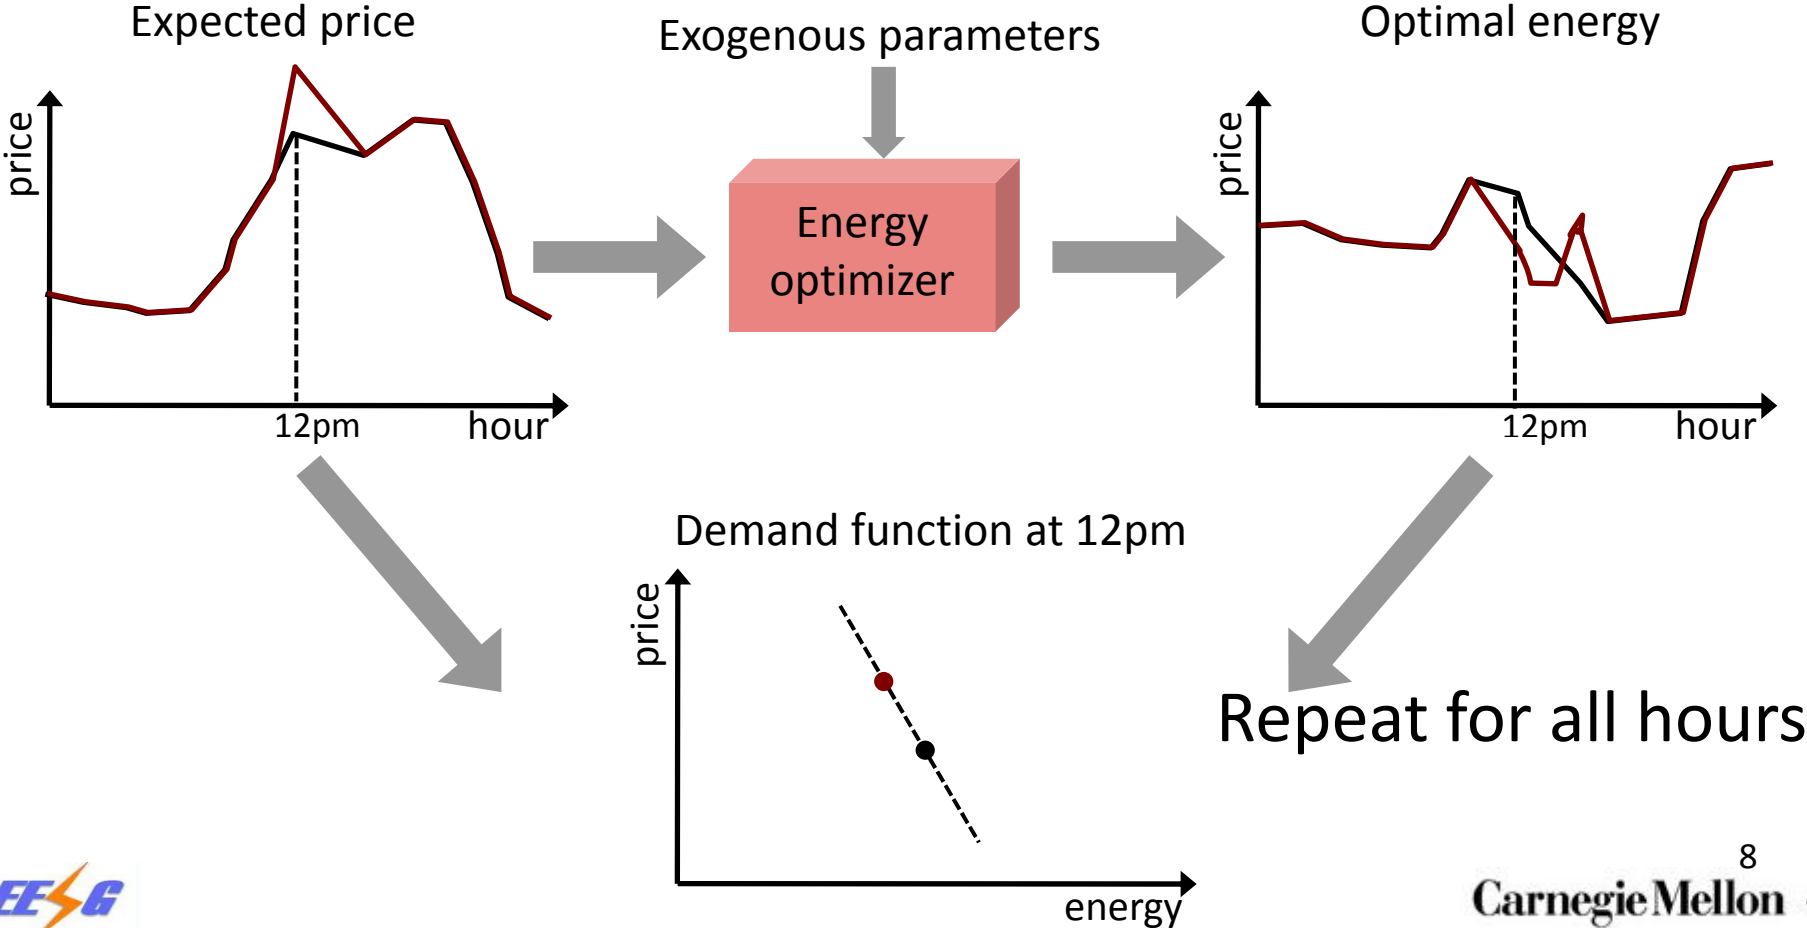 Expected price
Exogenous parameters
Optimal energy
price
12pm
hour
Energy
optimizer
price
12pm
hour
Demand function at 12pm
price
energy
Repeat for all hours
8
EESG
Carnegie Mellon